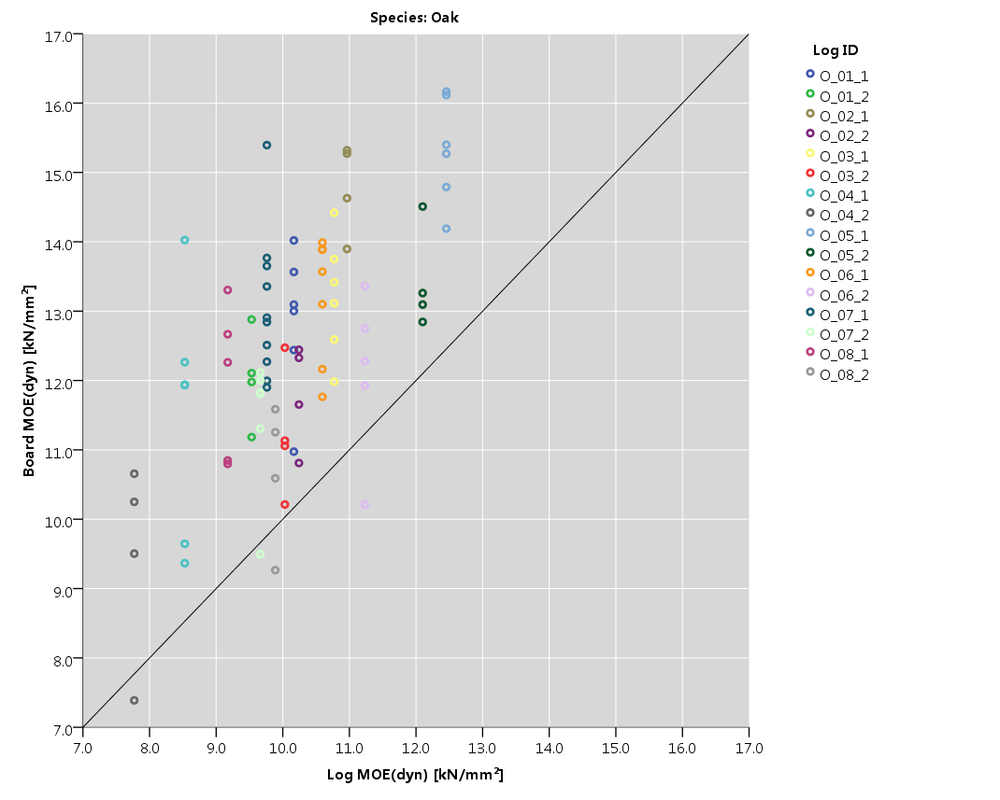 Species: Oak
Log ID
O_01_1
O_01_2
O_02_1
O_02_2
O_03_1
O_03_2
O_04_1
O_04_2
O_05_1
O_05_2
O_06_1
O_06_2
O_07_1
O_07_2
O_08_1
O_08_2
Board MOE(dyn) [kN/mm²]
17.0
16.0
15.0
14.0
13.0
12.0
11.0
10.0
9.0
8.0
7.0
7.0 8.0 9.0 10.0 11.0 12.0 13.0 14.0 15.0 16.0 17.0
Log MOE(dyn) [kN/mm²]